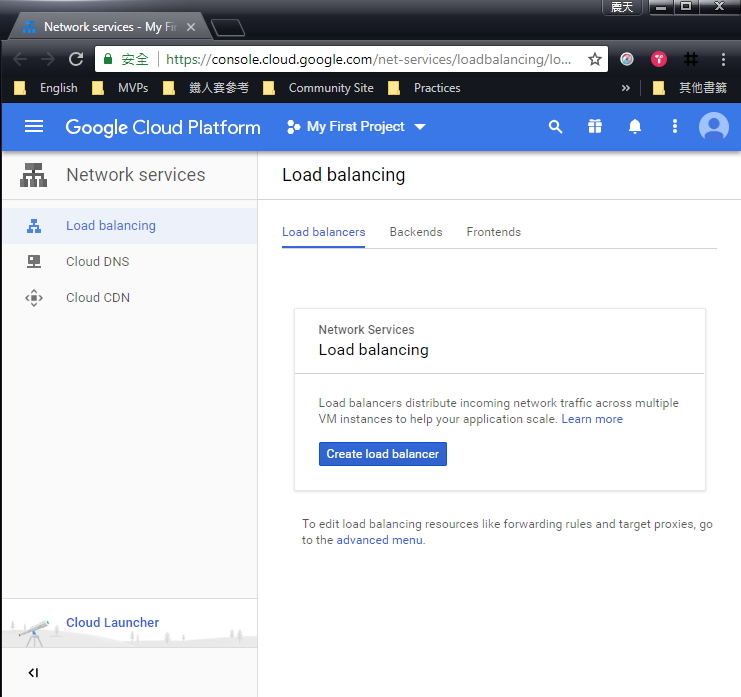 震天
Network services - My Fir
安全 https://console.cloud.google.com/net-services/loadbalancing/lo...
English MVPs 鐵人賽參考 Community Site Practices » 其他書籤
Google Cloud Platform My First Project
Network services
Load balancing
Cloud DNS
Cloud CDN
Cloud Launcher
Load balancing
Load balancers Backends Frontends
Network Services
Load balancing
Load balancers distribute incoming network traffic across multiple
VM instances to help your application scale. Learn more
Create load balancer
To edit load balancing resources like forwarding rules and target proxies, go
to the advanced menu.